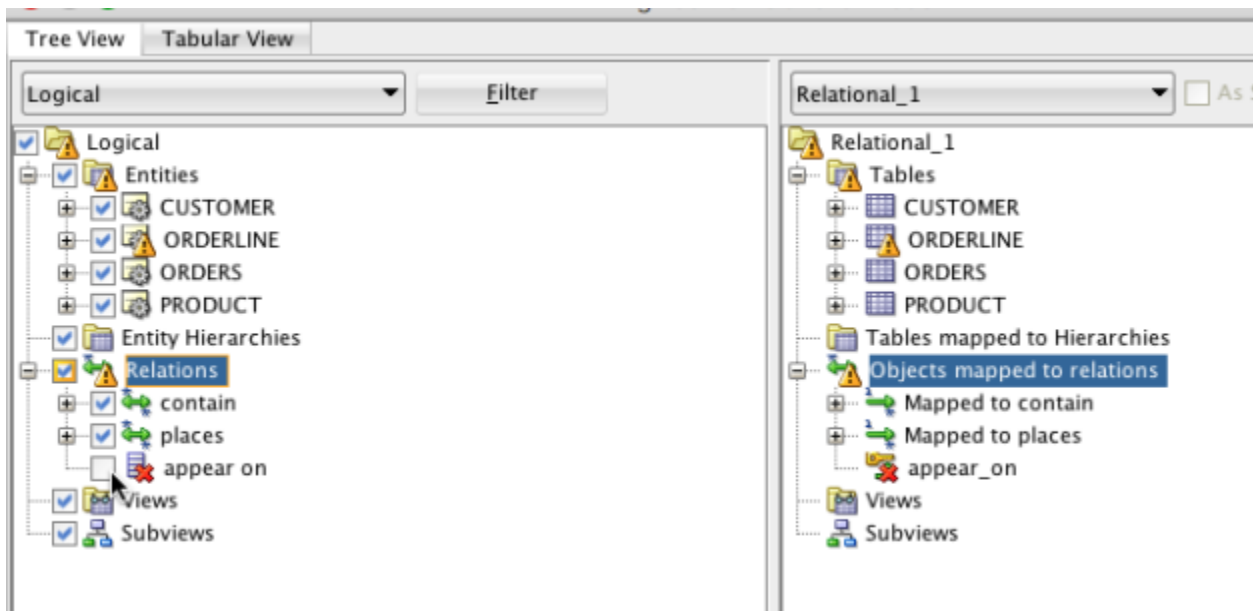 Tree View Tabular View
Logical Filter
Logical
Entities
CUSTOMER
ORDERLINE
ORDERS
PRODUCT
Entity Hierarchies
Relations
contain
places
appear on
Views
Subviews
Relational_1 As
Relational_1
Tables
CUSTOMER
ORDERLINE
ORDERS
PRODUCT
Tables mapped to Hierarchies
Objects mapped to relations
Mapped to contain
Mapped to places
appear_on
Views
Subviews